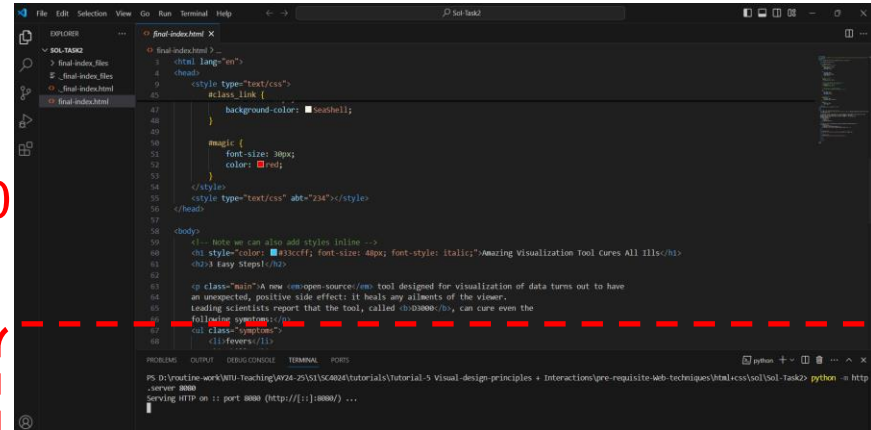 File Edit Selection View Go Run Terminal Help
Sol-Task2
EXPLORER
SOL-TASK2
final-index_files
._final-index_files
._final-index.html
final-index.html
final-index.html
final-index.html > ...
3 <html lang="en">
4 <head>
9 <style type="text/css">
45 #class_link {
47 background-color: SeaShell;
48 }
49
50 #magic {
51 font-size: 30px;
52 color: red;
53 }
54 </style>
55 <style type="text/css" abt="234"></style>
56 </head>
57
58 <body>
59 <!-- Note we can also add styles inline -->
60 <h1 style="color: #33ccff; font-size: 48px; font-style: italic;">Amazing Visualization Tool Cures All Ills</h1>
61 <h2>3 Easy Steps!</h2>
62
63 <p class="main">A new <em>open-source</em> tool designed for visualization of data turns out to have
64 an unexpected, positive side effect: it heals any ailments of the viewer.
65 Leading scientists report that the tool, called <b>D3000</b>, can cure even the
66 following symptoms:</p>
67 <ul class="symptoms">
68 <li>fevers</li>
PROBLEMS OUTPUT DEBUG CONSOLE TERMINAL PORTS
python
PS D:\routine-work\NTU-Teaching\AY24-25\S1\SC4024\tutorials\Tutorial-5 Visual-design-principles + Interactions\pre-requisite-Web-techniques\html+css\sol\Sol-Task2> python -m http
.server 8080
Serving HTTP on :: port 8080 (http://[::]:8080/) ...